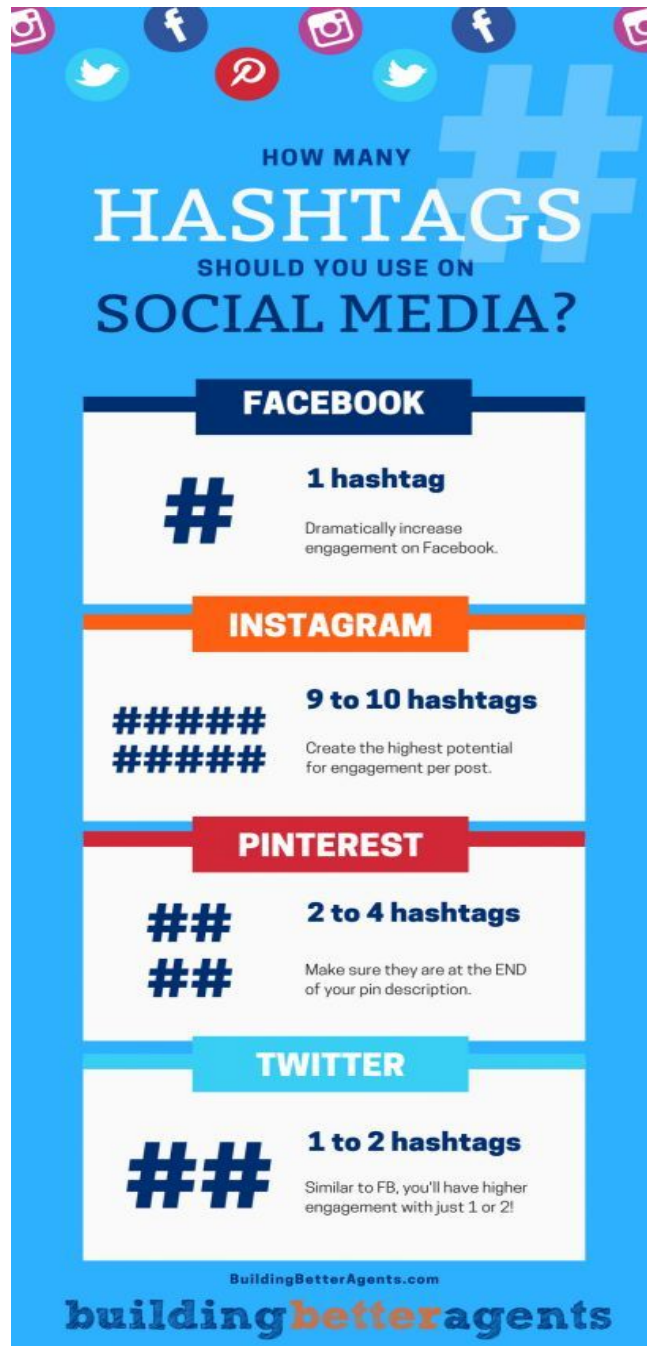 HOW MANY
HASHTAGS
SHOULD YOU USE ON
SOCIAL MEDIA?
FACEBOOK
#
1 hashtag
Dramatically increase
engagement on Facebook.
INSTAGRAM
#####
#####
9 to 10 hashtags
Create the highest potential
for engagement per post.
PINTEREST
##
##
2 to 4 hashtags
Make sure they are at the END
of your pin description.
TWITTER
##
1 to 2 hashtags
Similar to FB, you'll have higher
engagement with just 1 or 2!
BuildingBetterAgents.com
buildingbetteragents